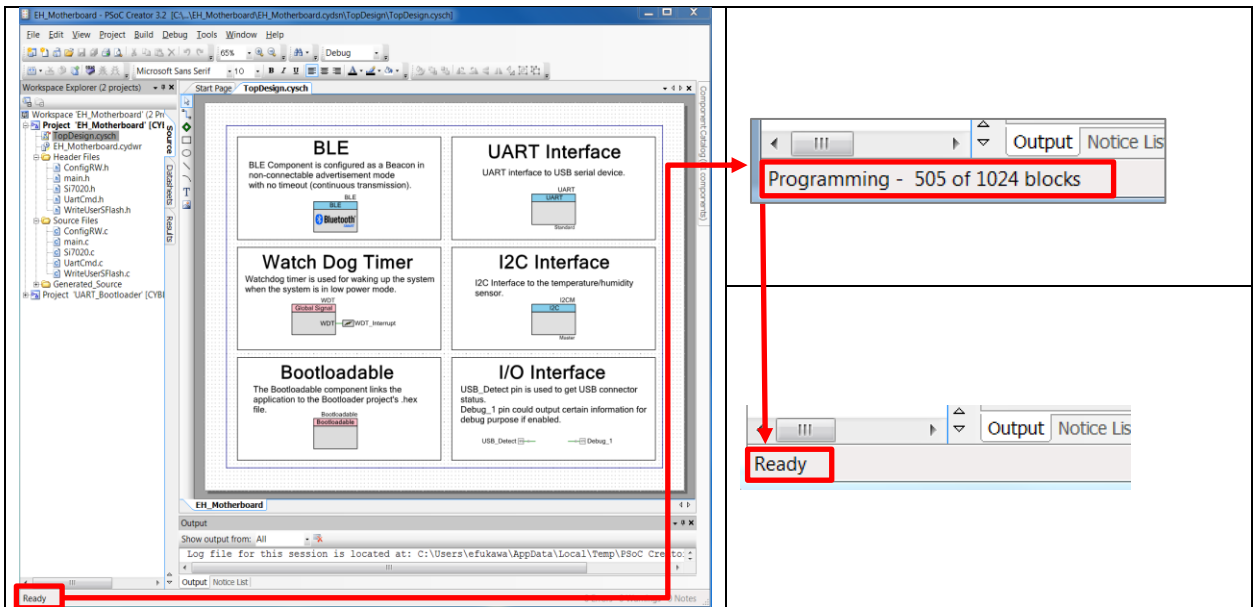 EH_Motherboard - PSoC Creator 3.2 [C:\...\EH_Motherboard\EH_Motherboard.cydsn\TopDesign\TopDesign.cysch]
File Edit View Project Build Debug Tools Window Help
65% Debug
Microsoft Sans Serif 10 B I U
Workspace Explorer (2 projects)
Start Page TopDesign.cysch
Workspace 'EH_Motherboard' (2 Pr
Project 'EH_Motherboard' [CYI
TopDesign.cysch
EH_Motherboard.cydwr
Header Files
ConfigRW.h
main.h
Si7020.h
UartCmd.h
WriteUserSFlash.h
Source Files
ConfigRW.c
main.c
Si7020.c
UartCmd.c
WriteUserSFlash.c
Generated_Source
Project 'UART_Bootloader' [CYBI
Source
Datasheets
Results
Component Catalog
components)
BLE
BLE Component is configured as a Beacon in
non-connectable advertisement mode
with no timeout (continuous transmission).
BLE
BLE
Bluetooth
UART Interface
UART interface to USB serial device.
UART
UART
Standard
Watch Dog Timer
Watchdog timer is used for waking up the system
when the system is in low power mode.
WDT
Global Signal
WDT WDT_Interrupt
I2C Interface
I2C Interface to the temperature/humidity
sensor.
I2CM
I2C
Master
Bootloadable
The Bootloadable component links the
application to the Bootloader project's .hex
file.
Bootloadable
Bootloadable
I/O Interface
USB_Detect pin is used to get USB connector
status.
Debug_1 pin could output certain information for
debug purpose if enabled.
USB_Detect Debug_1
EH_Motherboard
Output
Show output from: All
Log file for this session is located at: C:\Users\efukawa\AppData\Local\Temp\PSoC Creato
Output Notice List
Ready
Notes
Output Notice Lis
Programming - 505 of 1024 blocks
Output Notice Lis
Ready